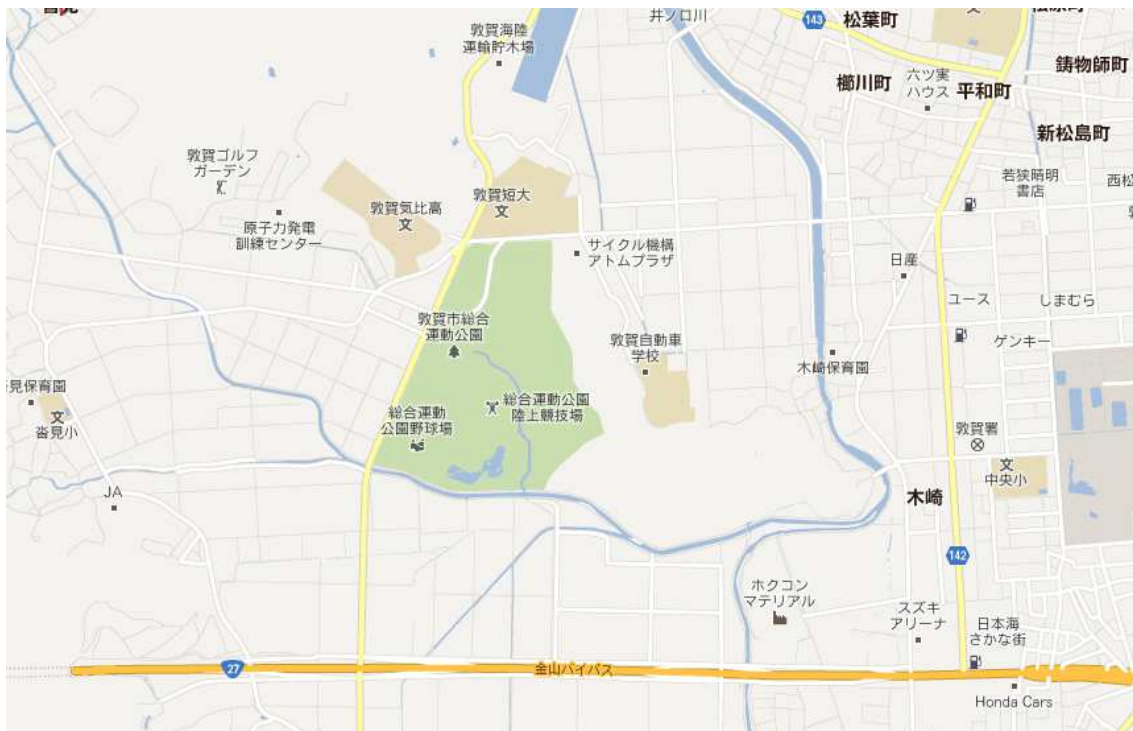 敦賀海陸
運輸貯木場
井ノ口川
143
松葉町
櫛川町
六ツ実
ハウス
平和町
鋳物師町
新松島町
若狭晴明
書店
西松
敦賀ゴルフ
ガーデン
原子力発電
訓練センター
敦賀気比高
敦賀短大
サイクル機構
アトムプラザ
日産
ユース
しまむら
ゲンキー
敦賀市総合
運動公園
敦賀自動車
学校
木崎保育園
見保育園
沓見小
総合運動
公園野球場
総合運動公園
陸上競技場
敦賀署
中央小
木崎
JA
142
ホクコン
マテリアル
スズキ
アリーナ
日本海
さかな街
27
金山バイパス
Honda Cars